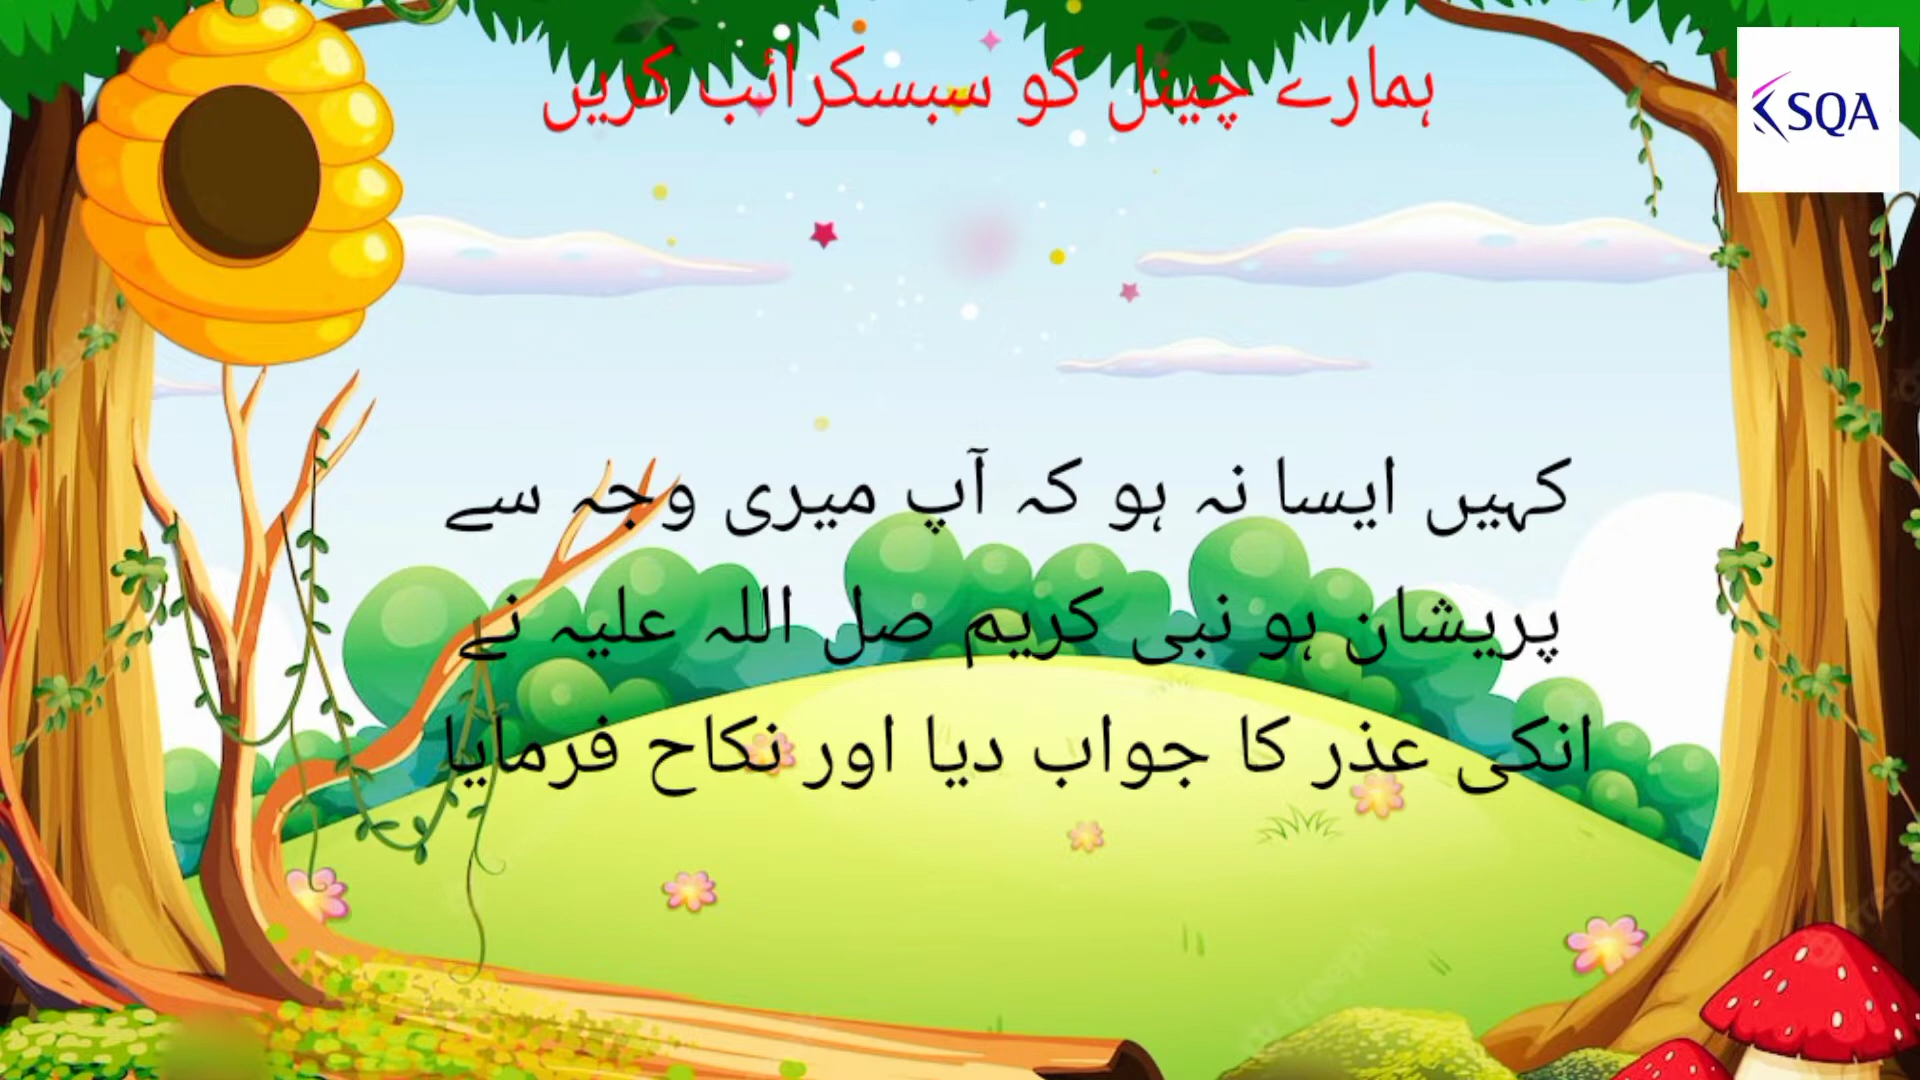 ہمارے چینل کو سبسکرائب کریں
SQA
کہیں ایسا نہ ہو کہ آپ میری وجہ سے
پریشان ہو نبی کریم صل اللہ علیہ نے
انکی عذر کا جواب دیا اور نکاح فرمایا